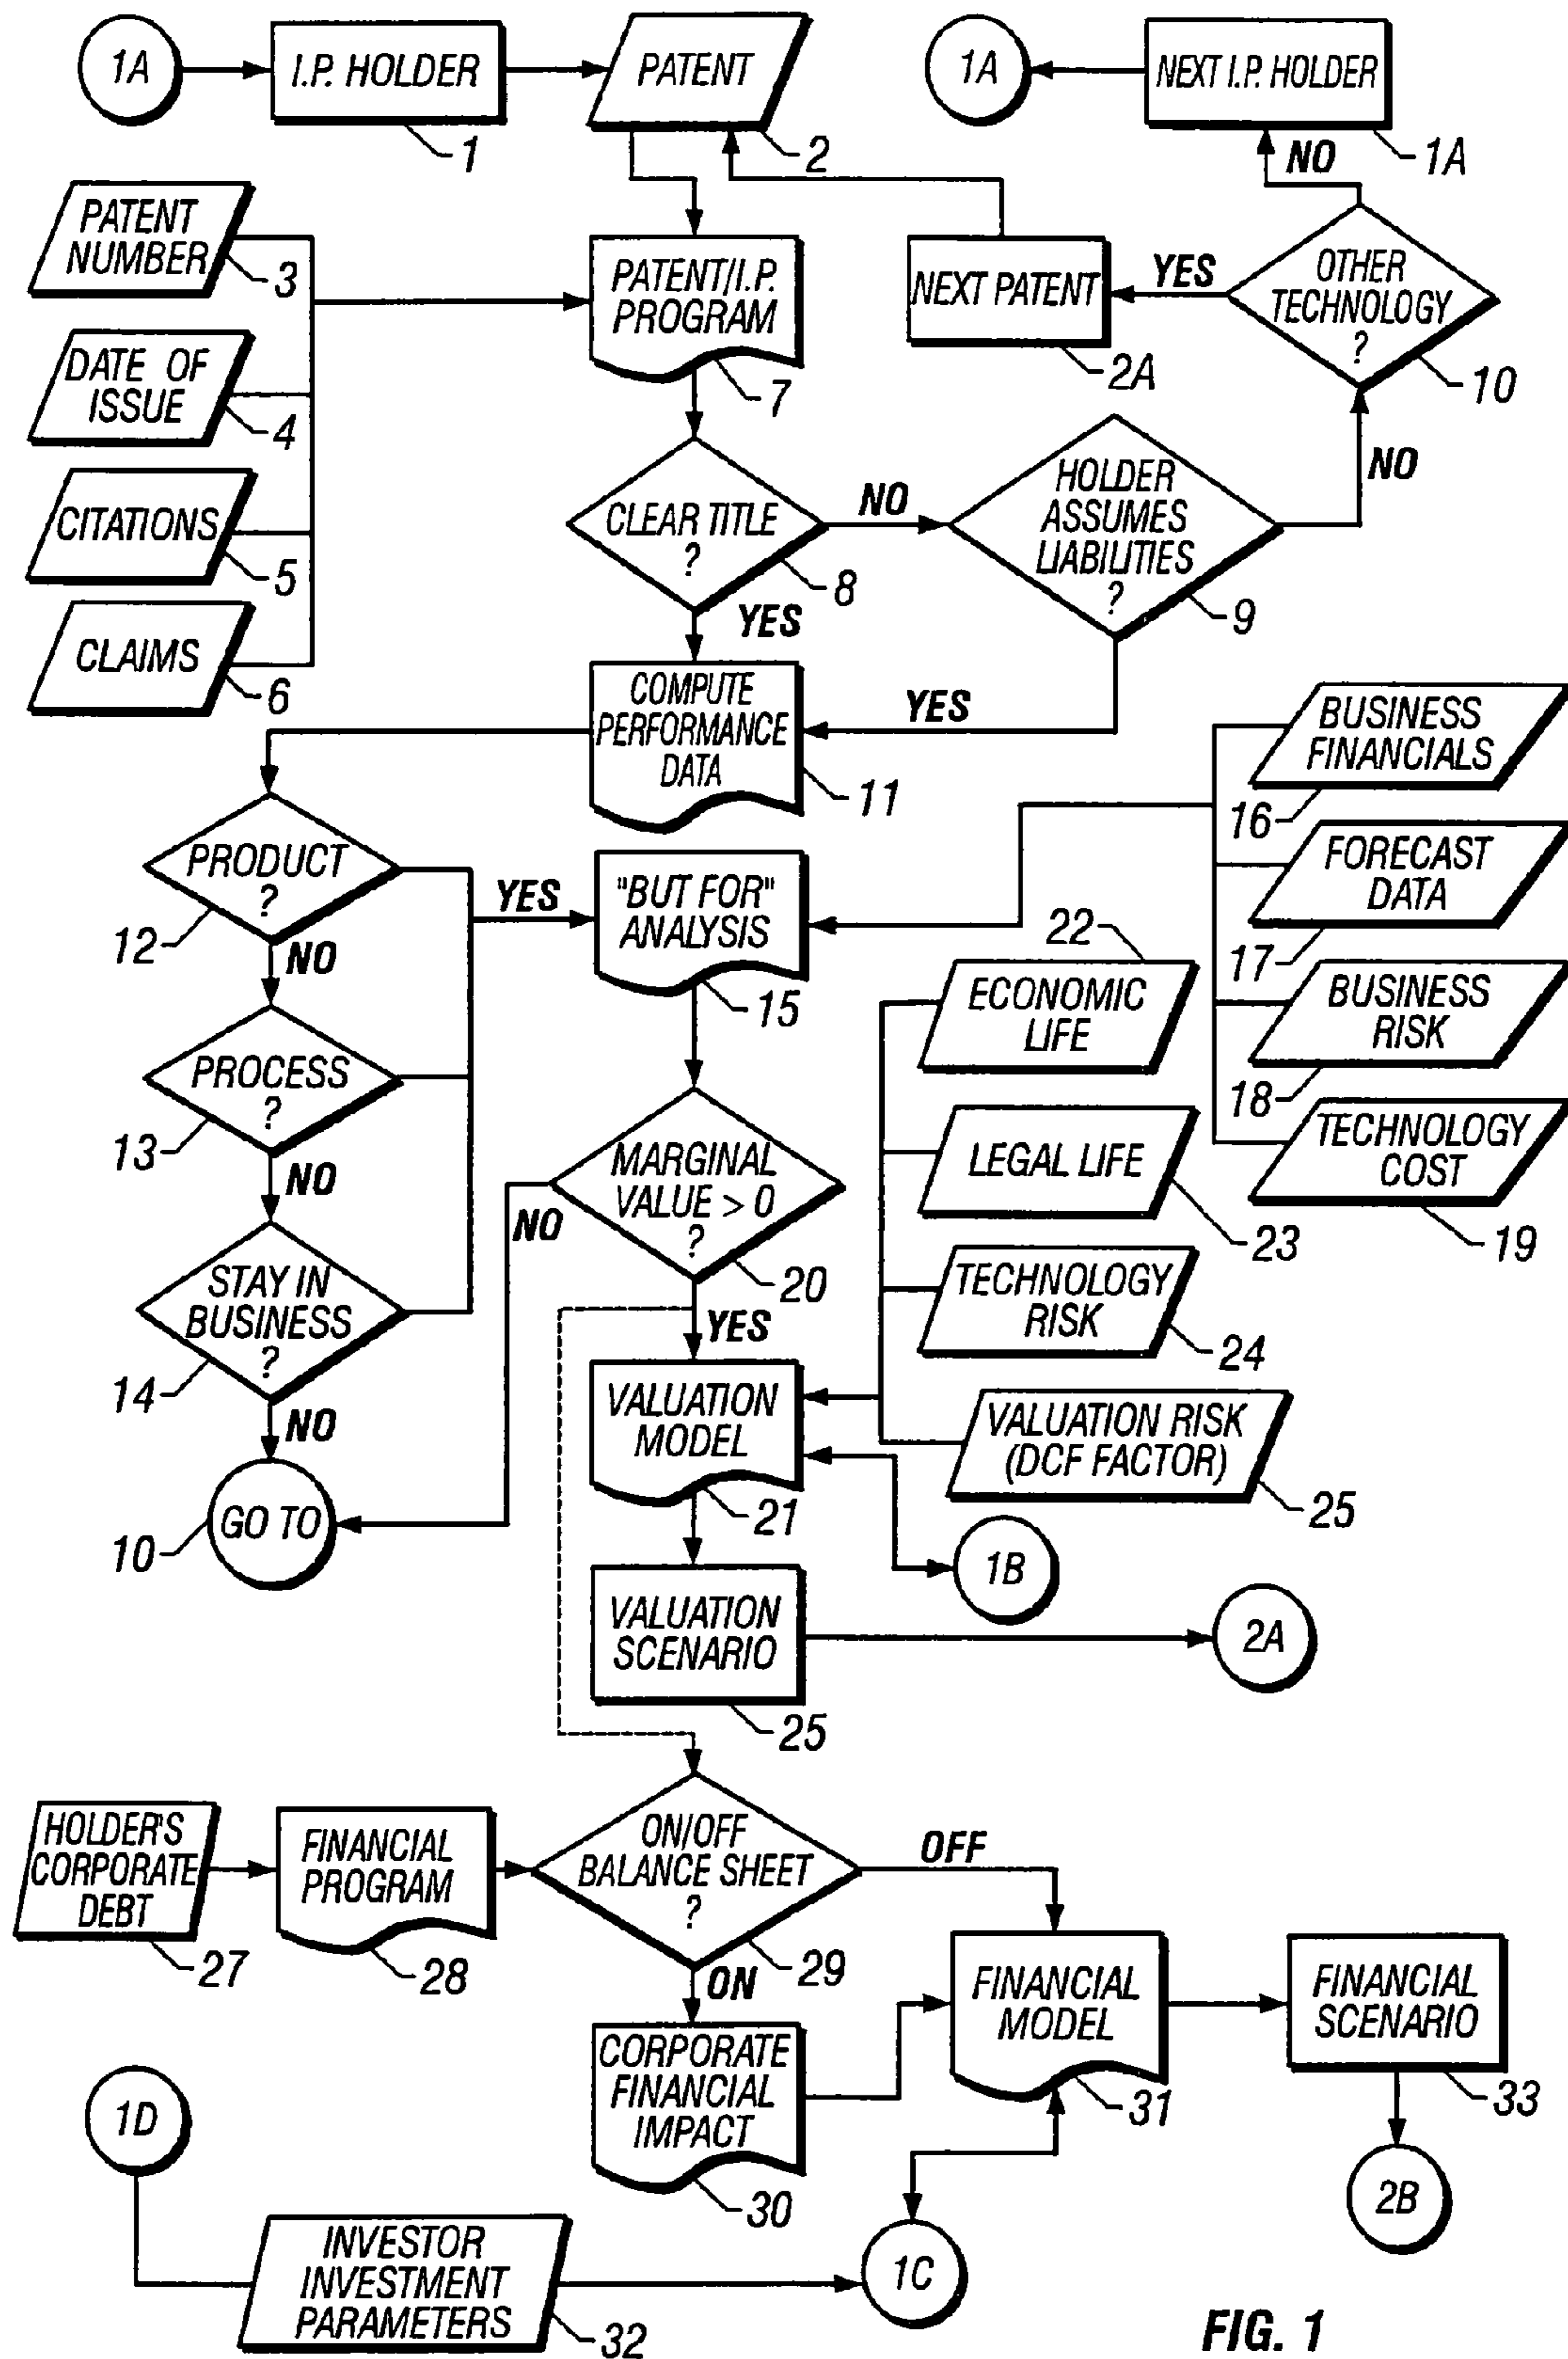 1A
I.P. HOLDER
1
PATENT
2
1A
NEXT I.P. HOLDER
1A
NO
PATENT
NUMBER
3
DATE OF
ISSUE
4
CITATIONS
5
CLAIMS
6
PATENT/I.P.
PROGRAM
7
NEXT PATENT
2A
YES
OTHER
TECHNOLOGY
?
10
NO
CLEAR TITLE
?
8
NO
HOLDER
ASSUMES
LIABILITIES
?
9
YES
COMPUTE
PERFORMANCE
DATA
11
YES
BUSINESS
FINANCIALS
16
FORECAST
DATA
17
BUSINESS
RISK
18
TECHNOLOGY
COST
19
PRODUCT
?
12
NO
YES
"BUT FOR"
ANALYSIS
15
PROCESS
?
13
NO
STAY IN
BUSINESS
?
14
NO
GO TO
10
MARGINAL
VALUE > 0
?
20
NO
YES
22
ECONOMIC
LIFE
LEGAL LIFE
23
TECHNOLOGY
RISK
24
VALUATION RISK
(DCF FACTOR)
25
VALUATION
MODEL
21
1B
VALUATION
SCENARIO
25
2A
HOLDER'S
CORPORATE
DEBT
27
FINANCIAL
PROGRAM
28
ON/OFF
BALANCE SHEET
?
29
OFF
ON
CORPORATE
FINANCIAL
IMPACT
30
FINANCIAL
MODEL
31
FINANCIAL
SCENARIO
33
2B
1D
INVESTOR
INVESTMENT
PARAMETERS
32
1C
FIG. 1